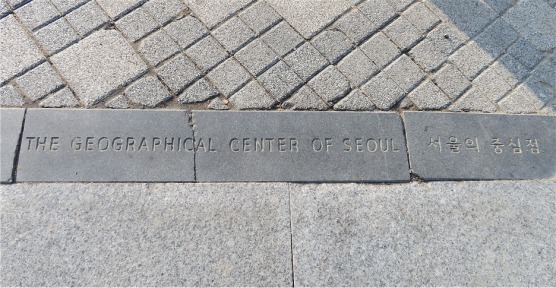 THE GEOGRAPHICAL CENTER OF SEOUL 서울의 중심점